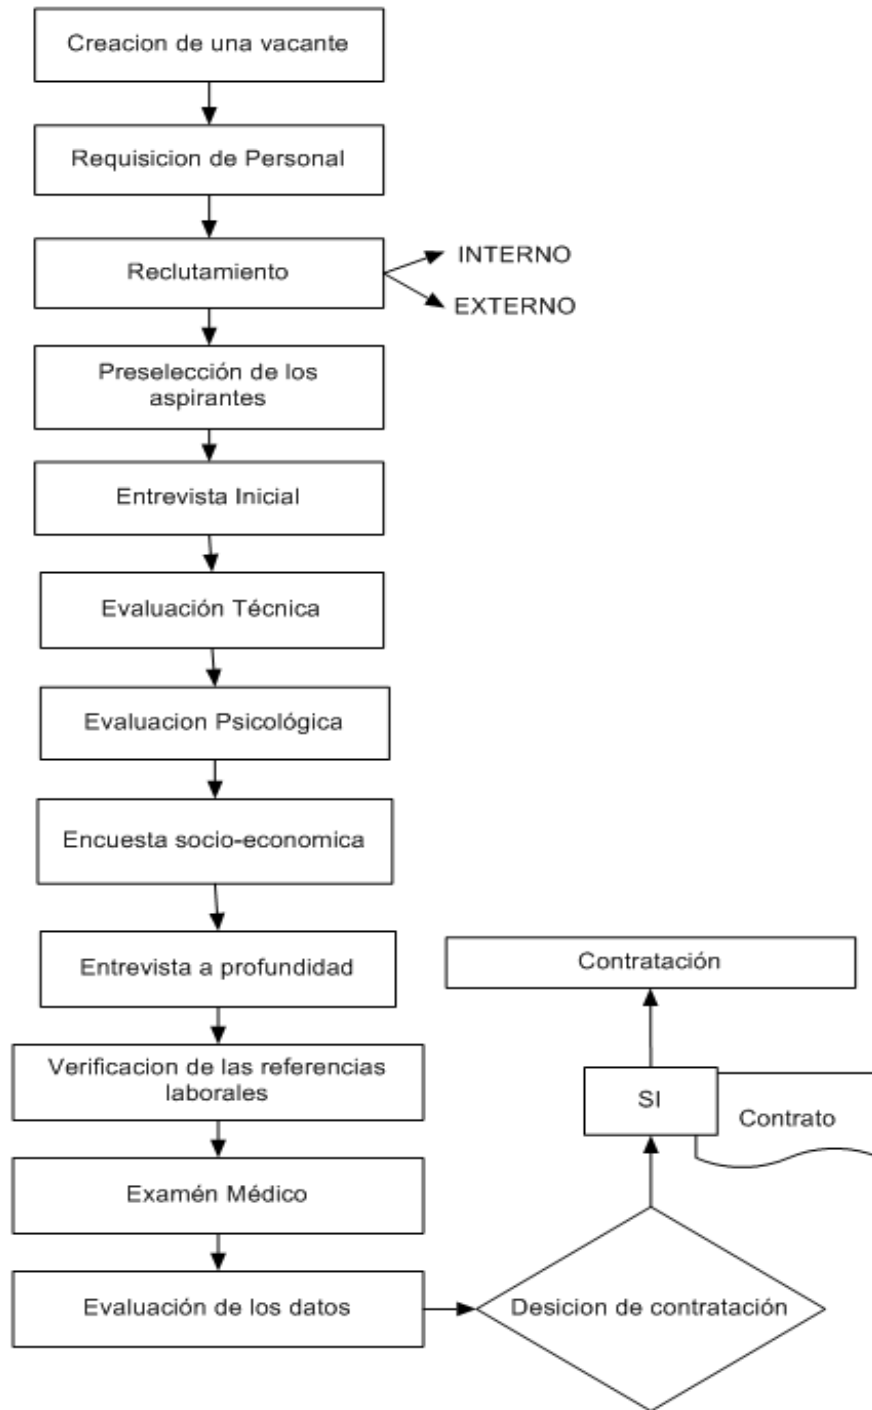 Creacion de una vacante
Requisicion de Personal
Reclutamiento
INTERNO
EXTERNO
Preselección de los
aspirantes
Entrevista Inicial
Evaluación Técnica
Evaluacion Psicológica
Encuesta socio-economica
Entrevista a profundidad
Verificacion de las referencias
laborales
Examén Médico
Evaluación de los datos
Desicion de contratación
SI
Contrato
Contratación